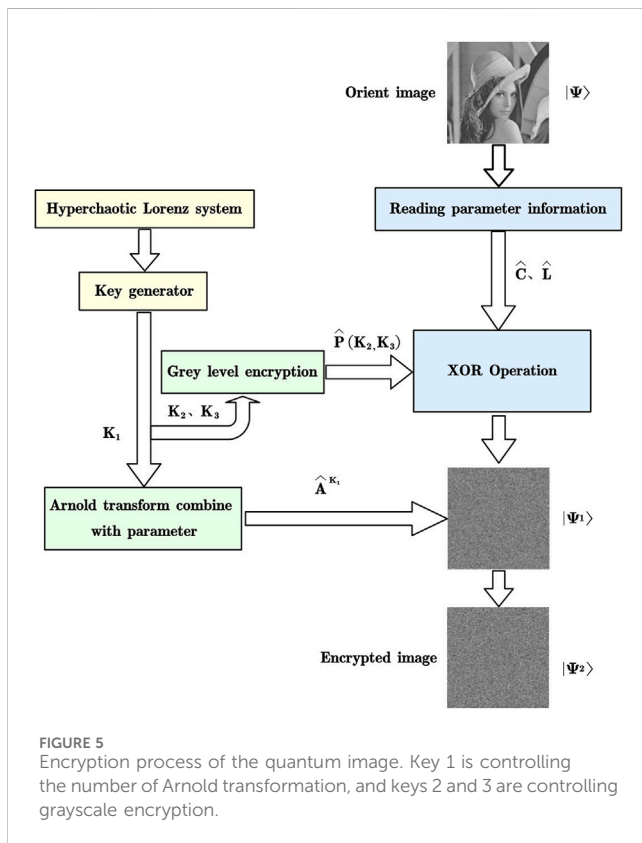 Orient image
|Ψ⟩
Hyperchaotic Lorenz system
Reading parameter information
Ĉ、L̂
Key generator
P̂(K₂,K₃)
Grey level encryption
XOR Operation
K₂、K₃
K₁
Â^K₁
Arnold transform combine
with parameter
|Ψ₁⟩
Encrypted image
|Ψ₂⟩
FIGURE 5
Encryption process of the quantum image. Key 1 is controlling
the number of Arnold transformation, and keys 2 and 3 are controlling
grayscale encryption.